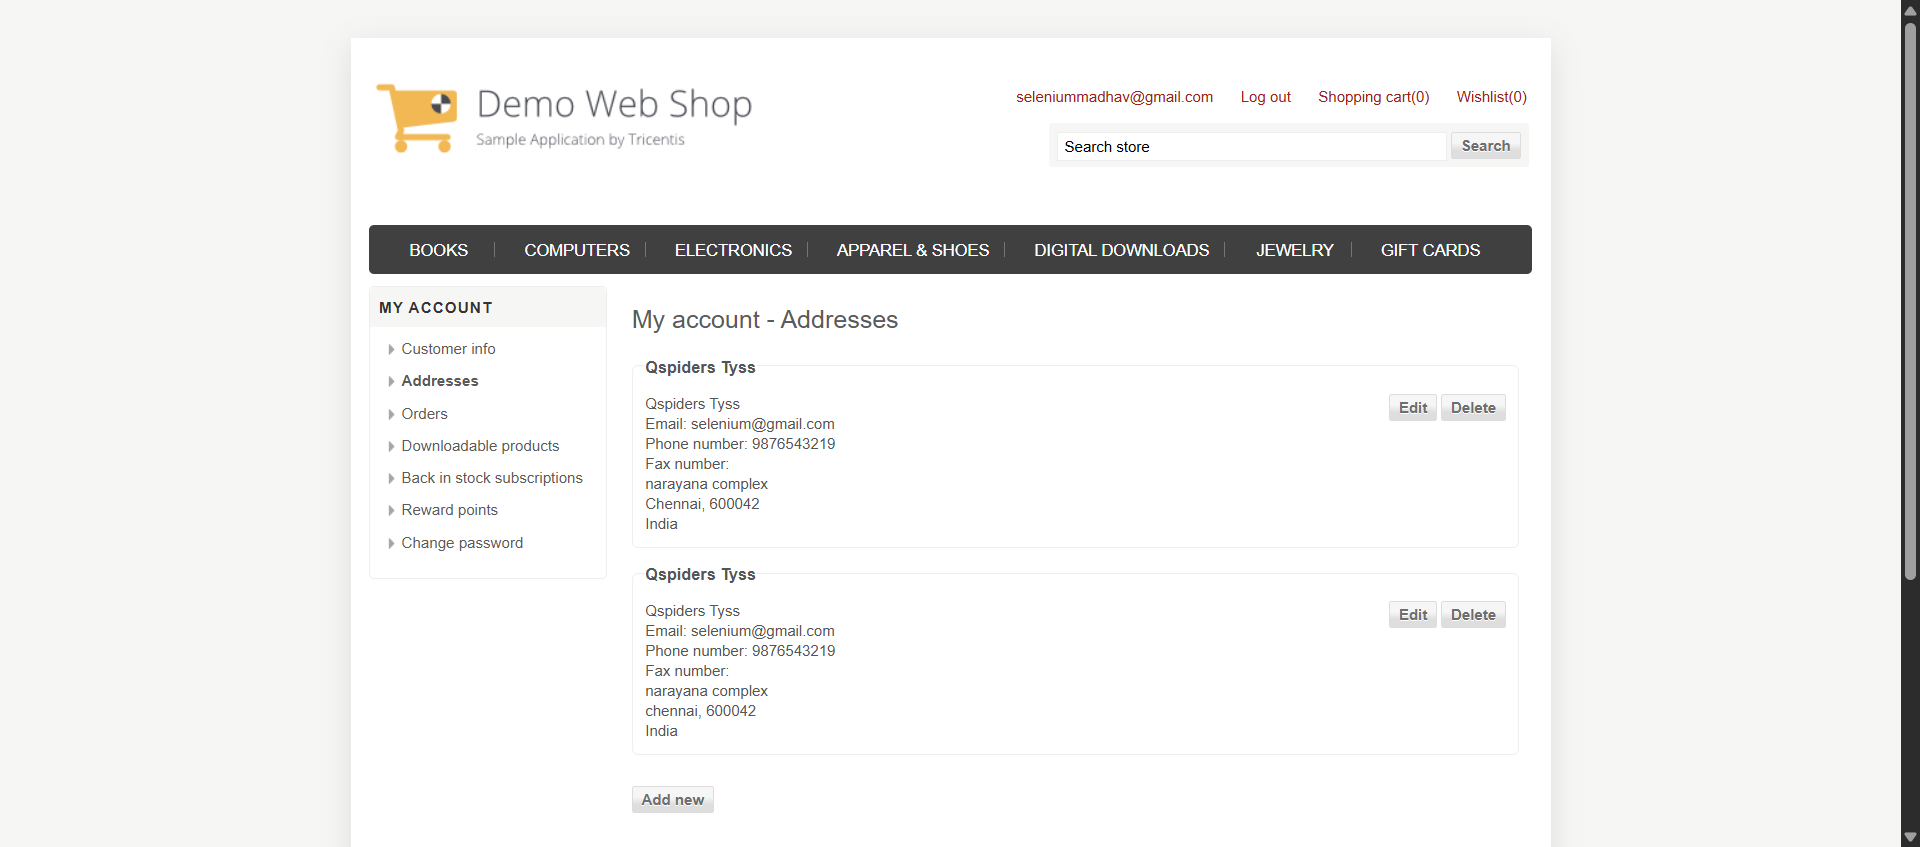 Demo Web Shop
Sample Application by Tricentis
seleniummadhav@gmail.com Log out Shopping cart(0) Wishlist(0)
Search store Search
BOOKS COMPUTERS ELECTRONICS APPAREL & SHOES DIGITAL DOWNLOADS JEWELRY GIFT CARDS
MY ACCOUNT
Customer info
Addresses
Orders
Downloadable products
Back in stock subscriptions
Reward points
Change password
My account - Addresses
Qspiders Tyss
Qspiders Tyss
Edit Delete
Email: selenium@gmail.com
Phone number: 9876543219
Fax number:
narayana complex
Chennai, 600042
India
Qspiders Tyss
Qspiders Tyss
Edit Delete
Email: selenium@gmail.com
Phone number: 9876543219
Fax number:
narayana complex
chennai, 600042
India
Add new